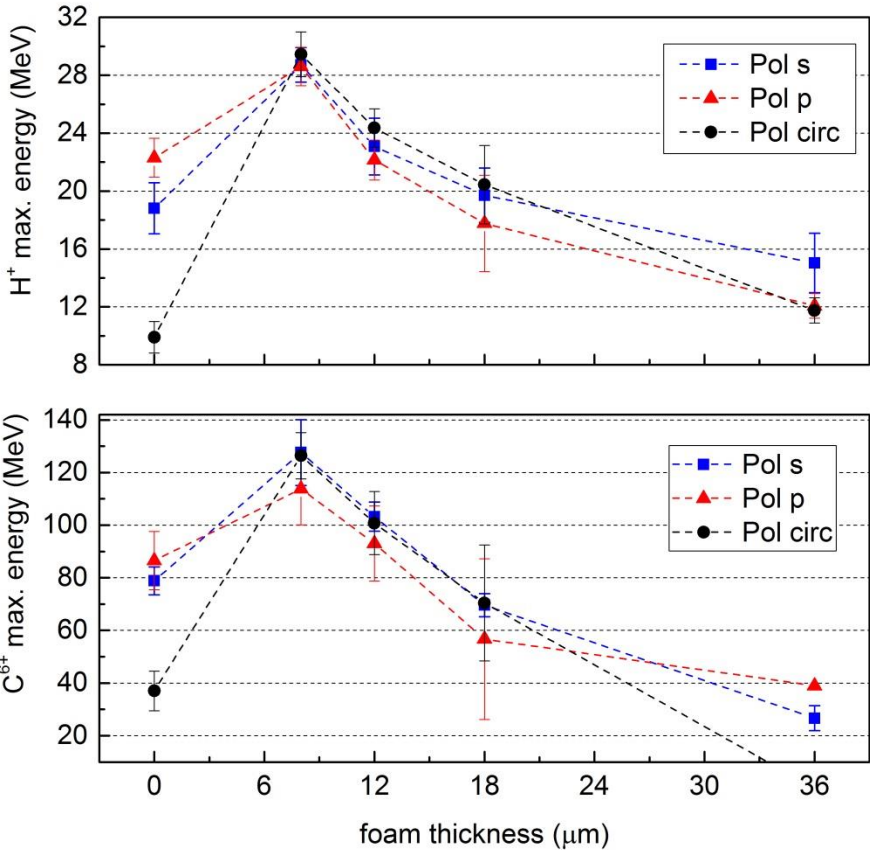 H⁺ max. energy (MeV)
32
28
24
20
16
12
8
Pol s
Pol p
Pol circ
C⁶⁺ max. energy (MeV)
140
120
100
80
60
40
20
Pol s
Pol p
Pol circ
0 6 12 18 24 30 36
foam thickness (μm)